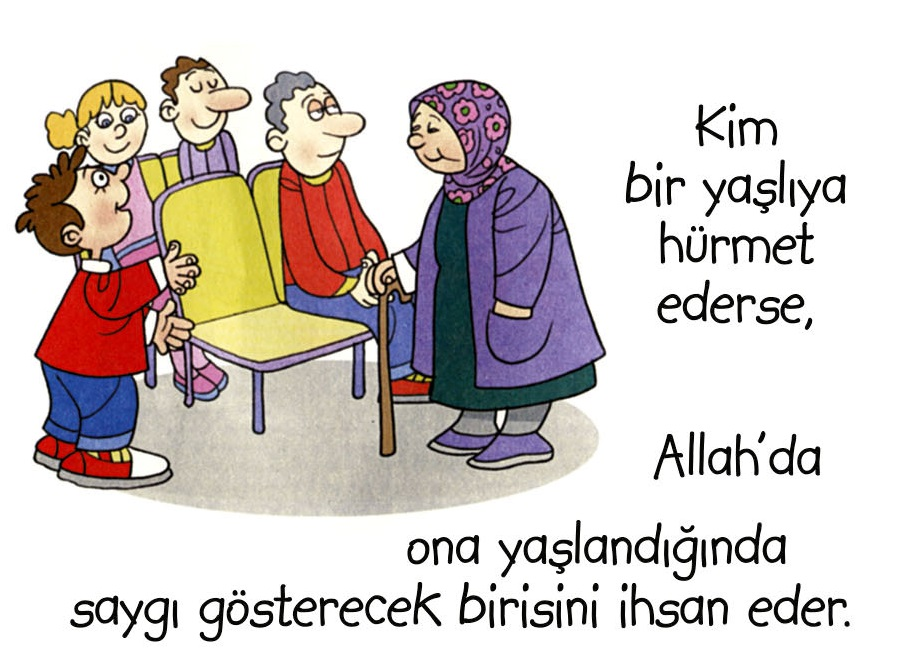 Kim
bir yaşlıya
hürmet
ederse,
Allah'da
ona yaşlandığında
saygı gösterecek birisini ihsan eder.